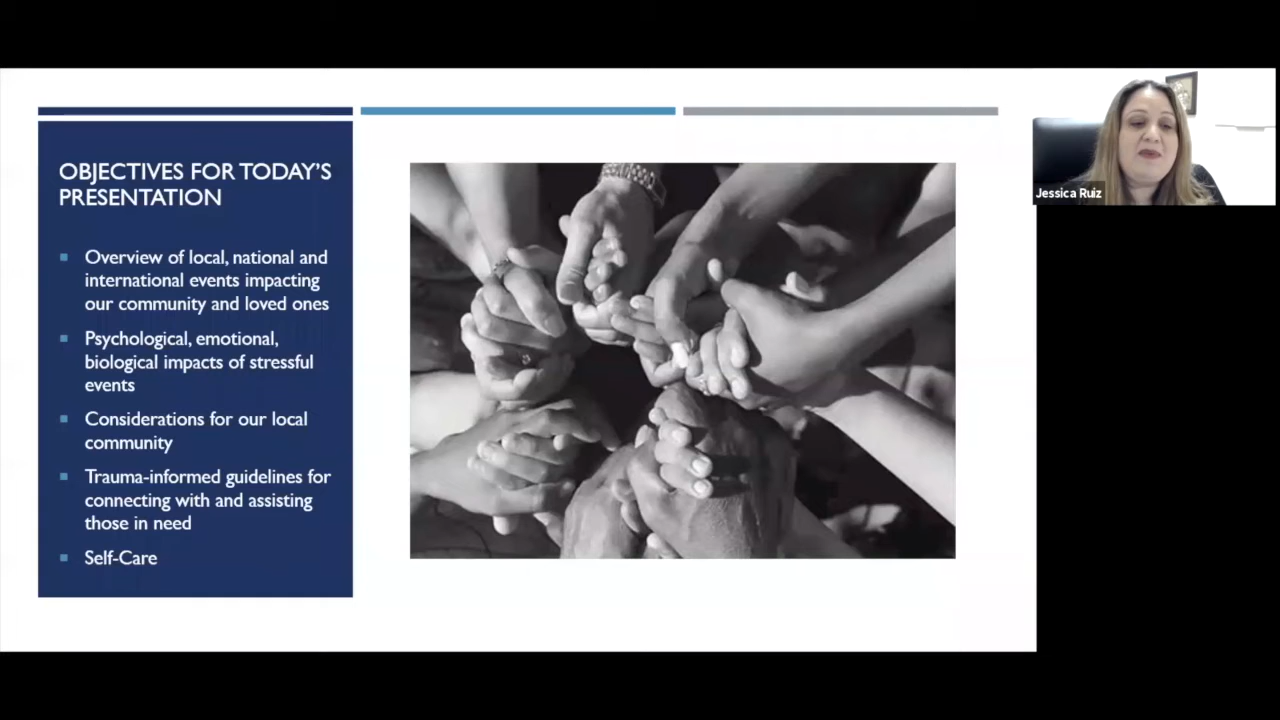 OBJECTIVES FOR TODAY'S
PRESENTATION
Overview of local, national and
international events impacting
our community and loved ones
Psychological, emotional,
biological impacts of stressful
events
Considerations for our local
community
Trauma-informed guidelines for
connecting with and assisting
those in need
Self-Care
Jessica Ruiz